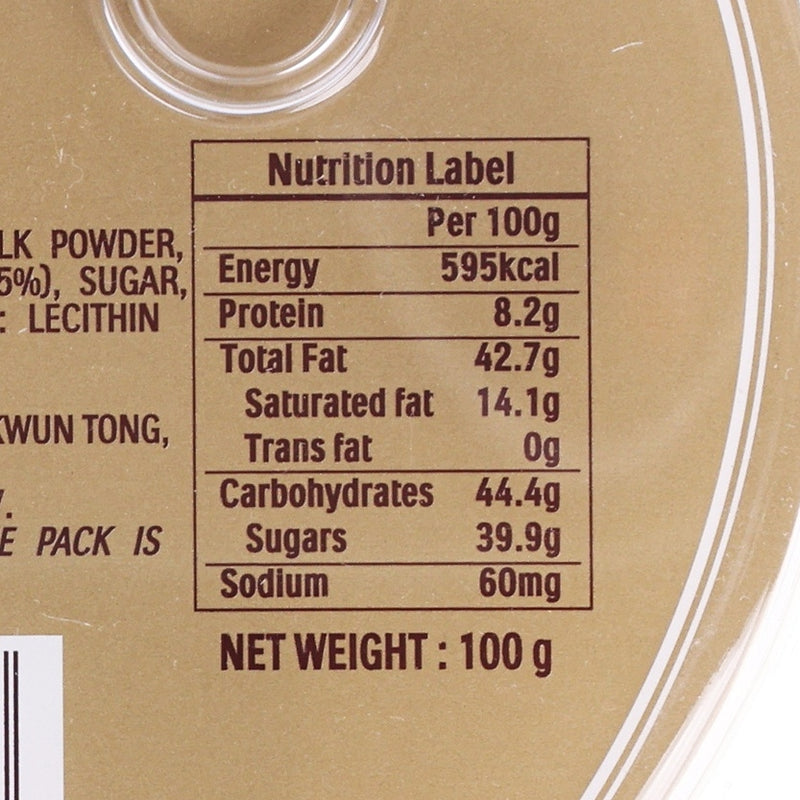 Nutrition Label
Per 100g
POWDER,
5%), SUGAR,
Energy 595kcal
: LECITHIN
Protein 8.2g
Total Fat 42.7g
Saturated fat 14.1g
KWUN TONG,
Trans fat 0g
Carbohydrates 44.4g
E PACK IS
Sugars 39.9g
Sodium 60mg
NET WEIGHT : 100 g